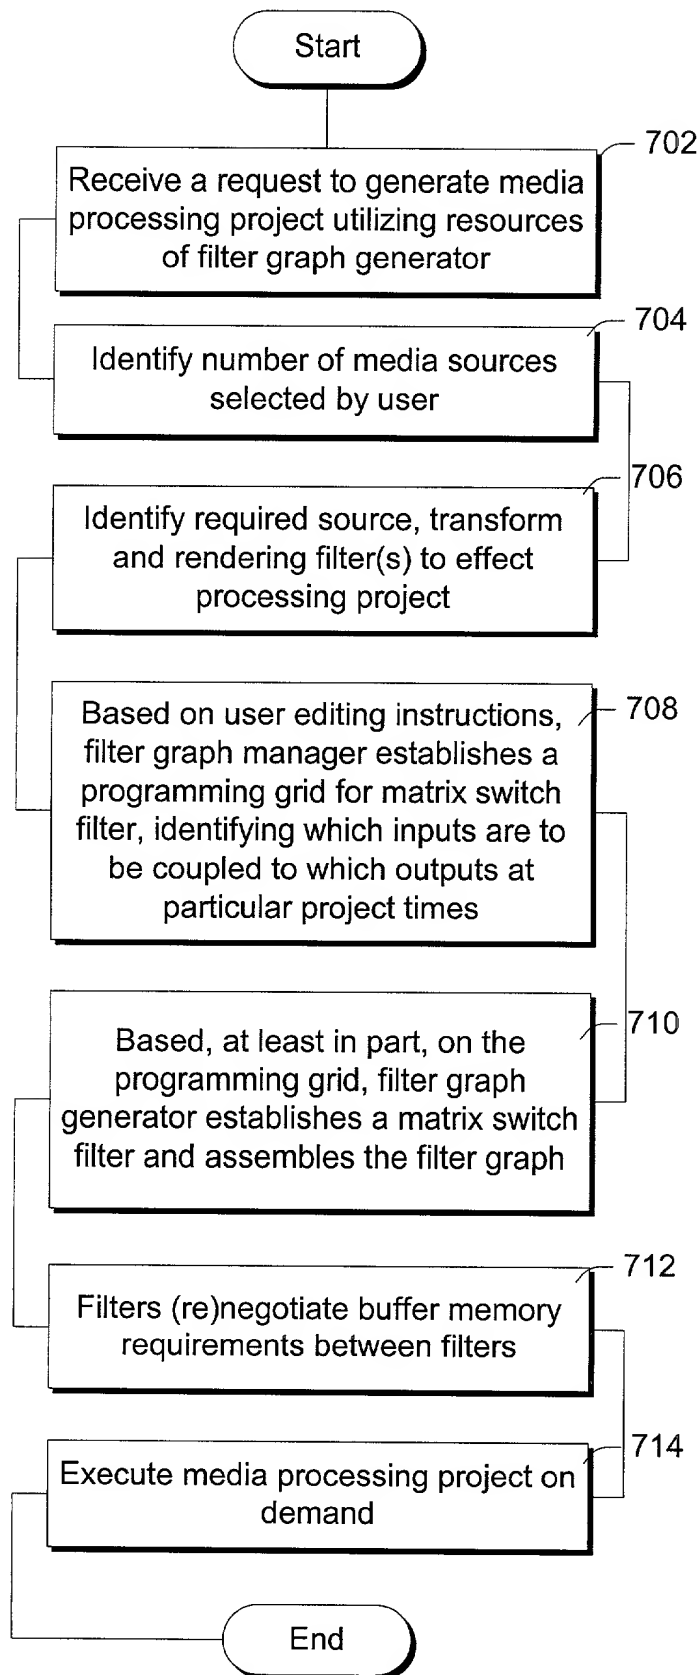 Start
702
Receive a request to generate media
processing project utilizing resources
of filter graph generator
704
Identify number of media sources
selected by user
706
Identify required source, transform
and rendering filter(s) to effect
processing project
708
Based on user editing instructions,
filter graph manager establishes a
programming grid for matrix switch
filter, identifying which inputs are to
be coupled to which outputs at
particular project times
710
Based, at least in part, on the
programming grid, filter graph
generator establishes a matrix switch
filter and assembles the filter graph
712
Filters (re)negotiate buffer memory
requirements between filters
714
Execute media processing project on
demand
End